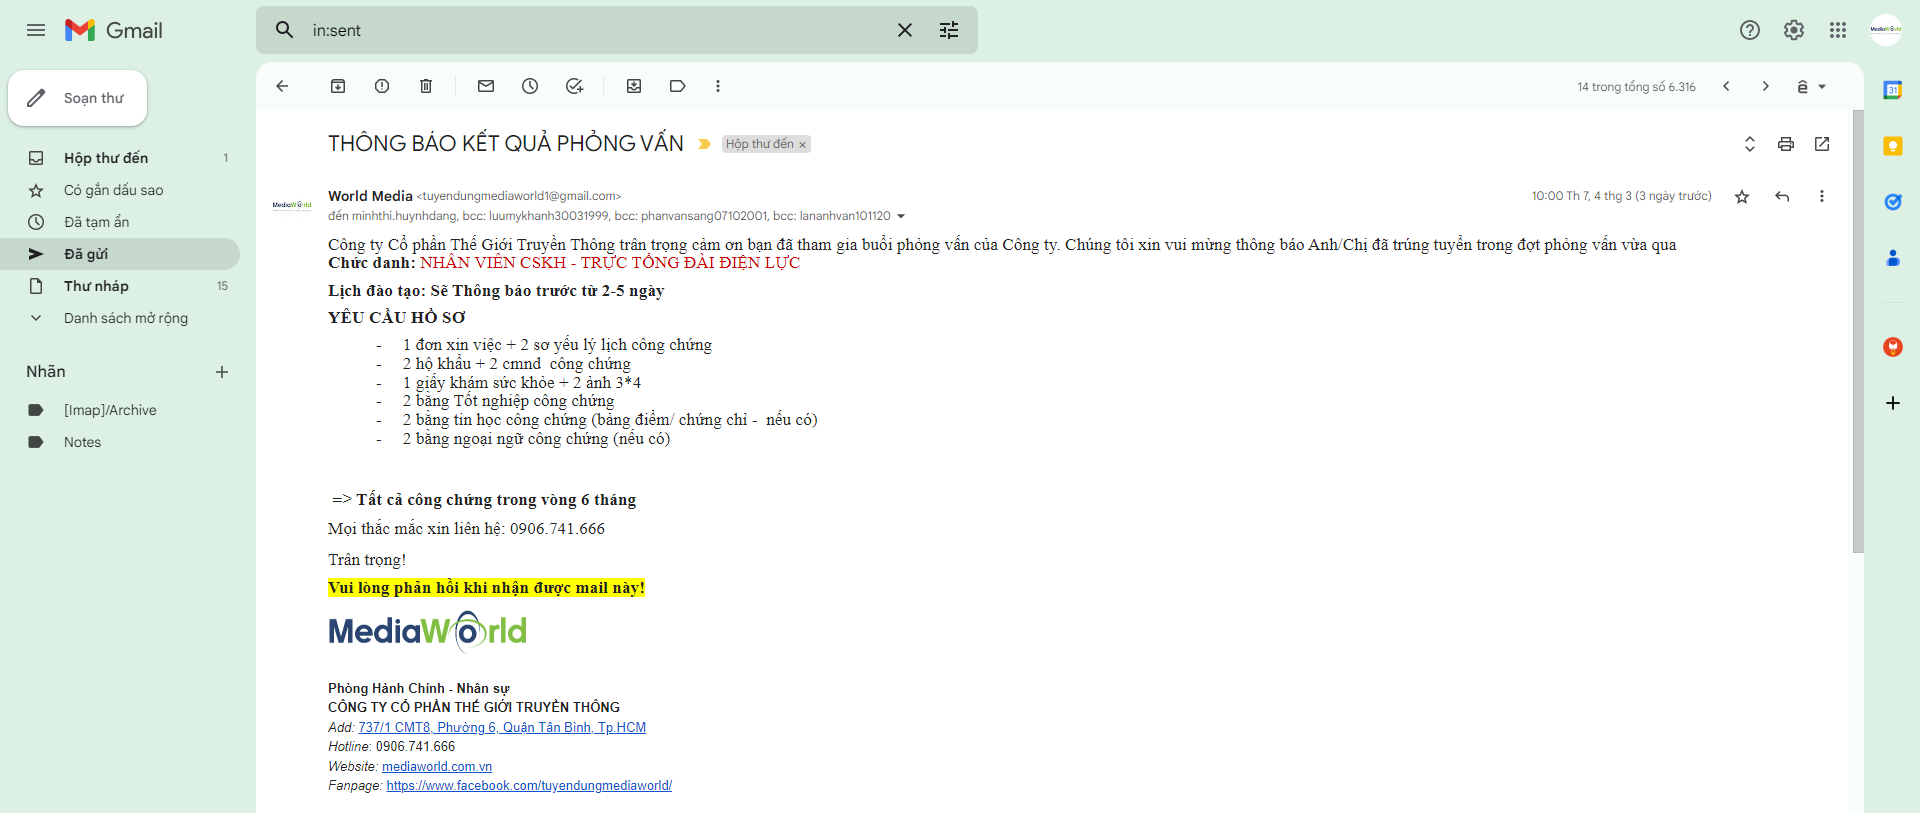 Gmail
in:sent
MediaWorld
Soạn thư
14 trong tổng số 6.316
31
Hộp thư đến 1
Có gắn dấu sao
Đã tạm ẩn
Đã gửi
Thư nháp 15
Danh sách mở rộng
Nhãn
[Imap]/Archive
Notes
THÔNG BÁO KẾT QUẢ PHỎNG VẤN Hộp thư đến ×
MediaWorld
World Media <tuyendungmediaworld1@gmail.com> 10:00 Th 7, 4 thg 3 (3 ngày trước)
đến minhthi.huynhdang, bcc: luumykhanh30031999, bcc: phanvansang07102001, bcc: lananhvan101120
Công ty Cổ phần Thế Giới Truyền Thông trân trọng cảm ơn bạn đã tham gia buổi phỏng vấn của Công ty. Chúng tôi xin vui mừng thông báo Anh/Chị đã trúng tuyển trong đợt phỏng vấn vừa qua
Chức danh: NHÂN VIÊN CSKH - TRỰC TỔNG ĐÀI ĐIỆN LỰC
Lịch đào tạo: Sẽ Thông báo trước từ 2-5 ngày
YÊU CẦU HỒ SƠ
- 1 đơn xin việc + 2 sơ yếu lý lịch công chứng
- 2 hộ khẩu + 2 cmnd công chứng
- 1 giấy khám sức khỏe + 2 ảnh 3*4
- 2 bằng Tốt nghiệp công chứng
- 2 bằng tin học công chứng (bảng điểm/ chứng chỉ - nếu có)
- 2 bằng ngoại ngữ công chứng (nếu có)
=> Tất cả công chứng trong vòng 6 tháng
Mọi thắc mắc xin liên hệ: 0906.741.666
Trân trọng!
Vui lòng phản hồi khi nhận được mail này!
MediaWorld
Phòng Hành Chính - Nhân sự
CÔNG TY CỔ PHẦN THẾ GIỚI TRUYỀN THÔNG
Add: 737/1 CMT8, Phường 6, Quận Tân Bình, Tp.HCM
Hotline: 0906.741.666
Website: mediaworld.com.vn
Fanpage: https://www.facebook.com/tuyendungmediaworld/